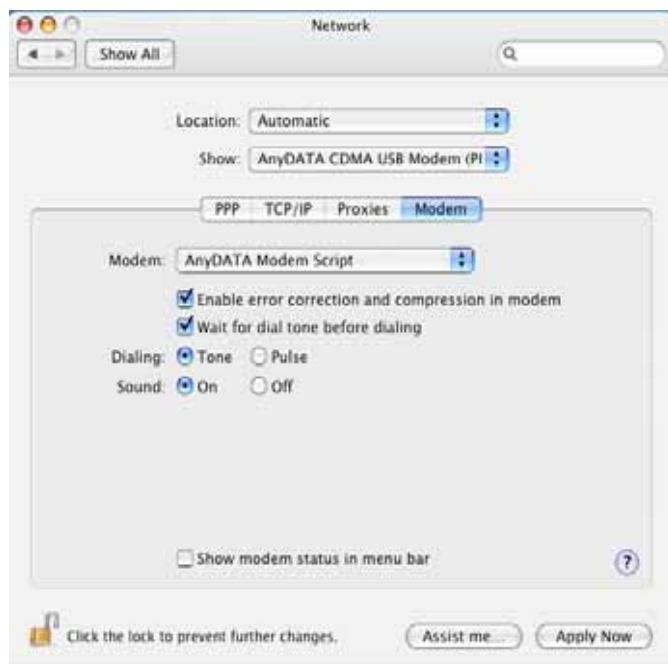 Network
Show All
Location: Automatic
Show: AnyDATA CDMA USB Modem (PI
PPP TCP/IP Proxies Modem
Modem: AnyDATA Modem Script
Enable error correction and compression in modem
Wait for dial tone before dialing
Dialing: Tone Pulse
Sound: On Off
Show modem status in menu bar
?
Click the lock to prevent further changes.
Assist me... Apply Now